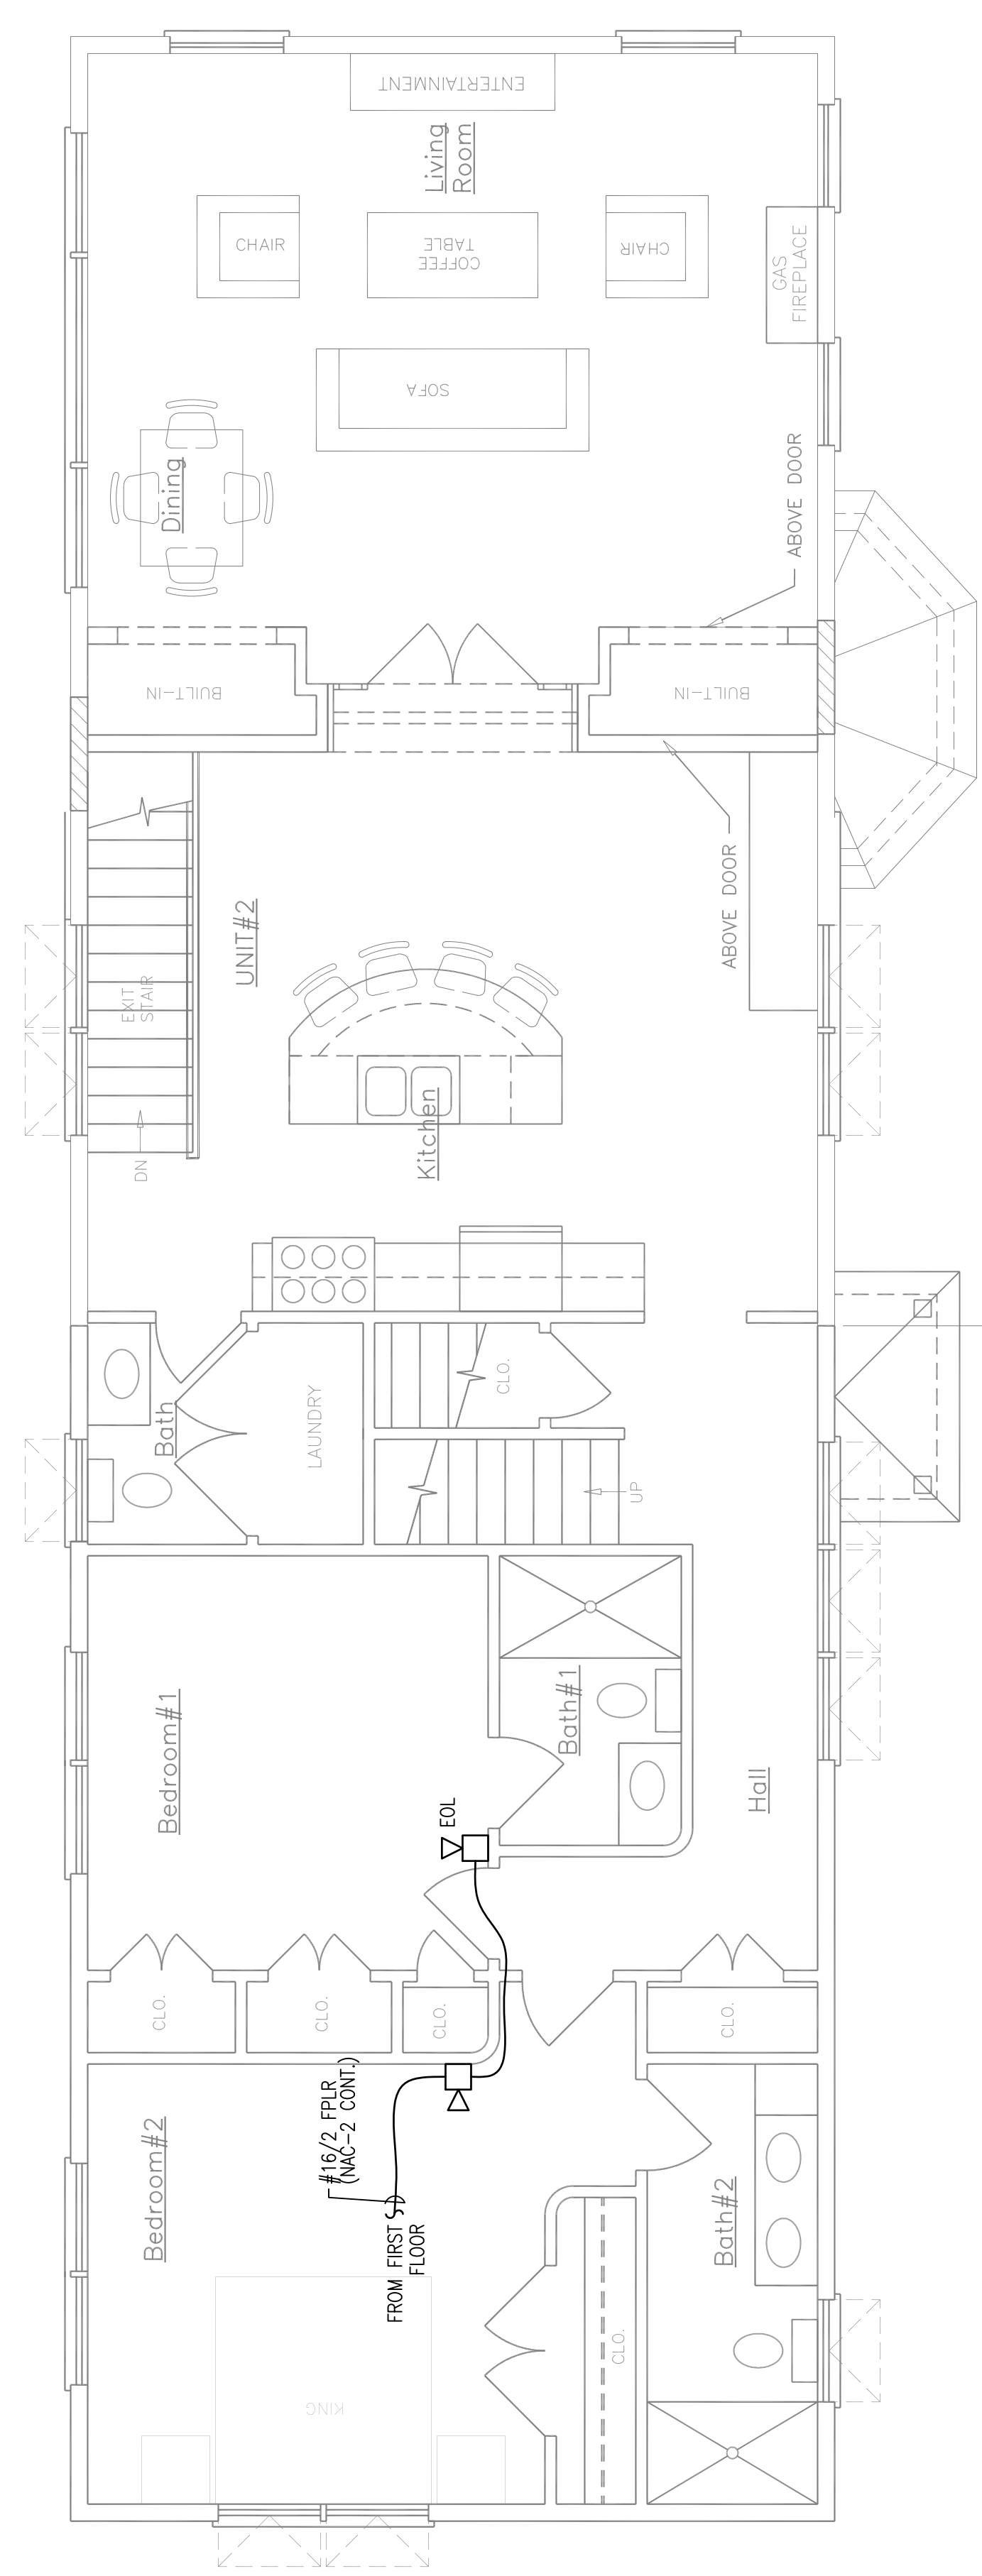 ENTERTAINMENT
Living
Room
CHAIR
COFFEE
TABLE
CHAIR
GAS
FIREPLACE
SOFA
Dining
ABOVE DOOR
BUILT-IN
BUILT-IN
ABOVE DOOR
UNIT#2
EXIT
STAIR
DN
Kitchen
CLO.
Bath
LAUNDRY
UP
Bedroom#1
Bath#1
Hall
EOL
CLO.
CLO.
CLO.
CLO.
#16/2 FPLR
(NAC-2 CONT.)
Bedroom#2
FROM FIRST
FLOOR
Bath#2
CLO.
KING